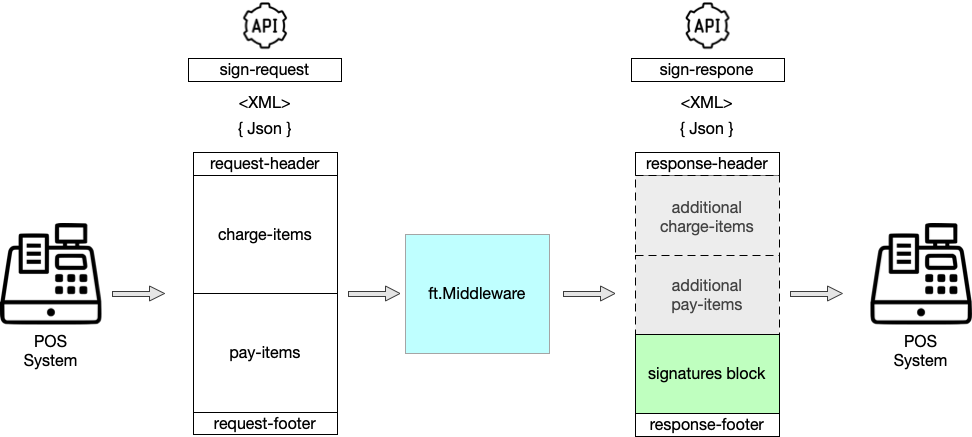 API
sign-request
<XML>
{ Json }
request-header
charge-items
pay-items
request-footer
POS
System
ft.Middleware
API
sign-respone
<XML>
{ Json }
response-header
additional
charge-items
additional
pay-items
signatures block
response-footer
POS
System